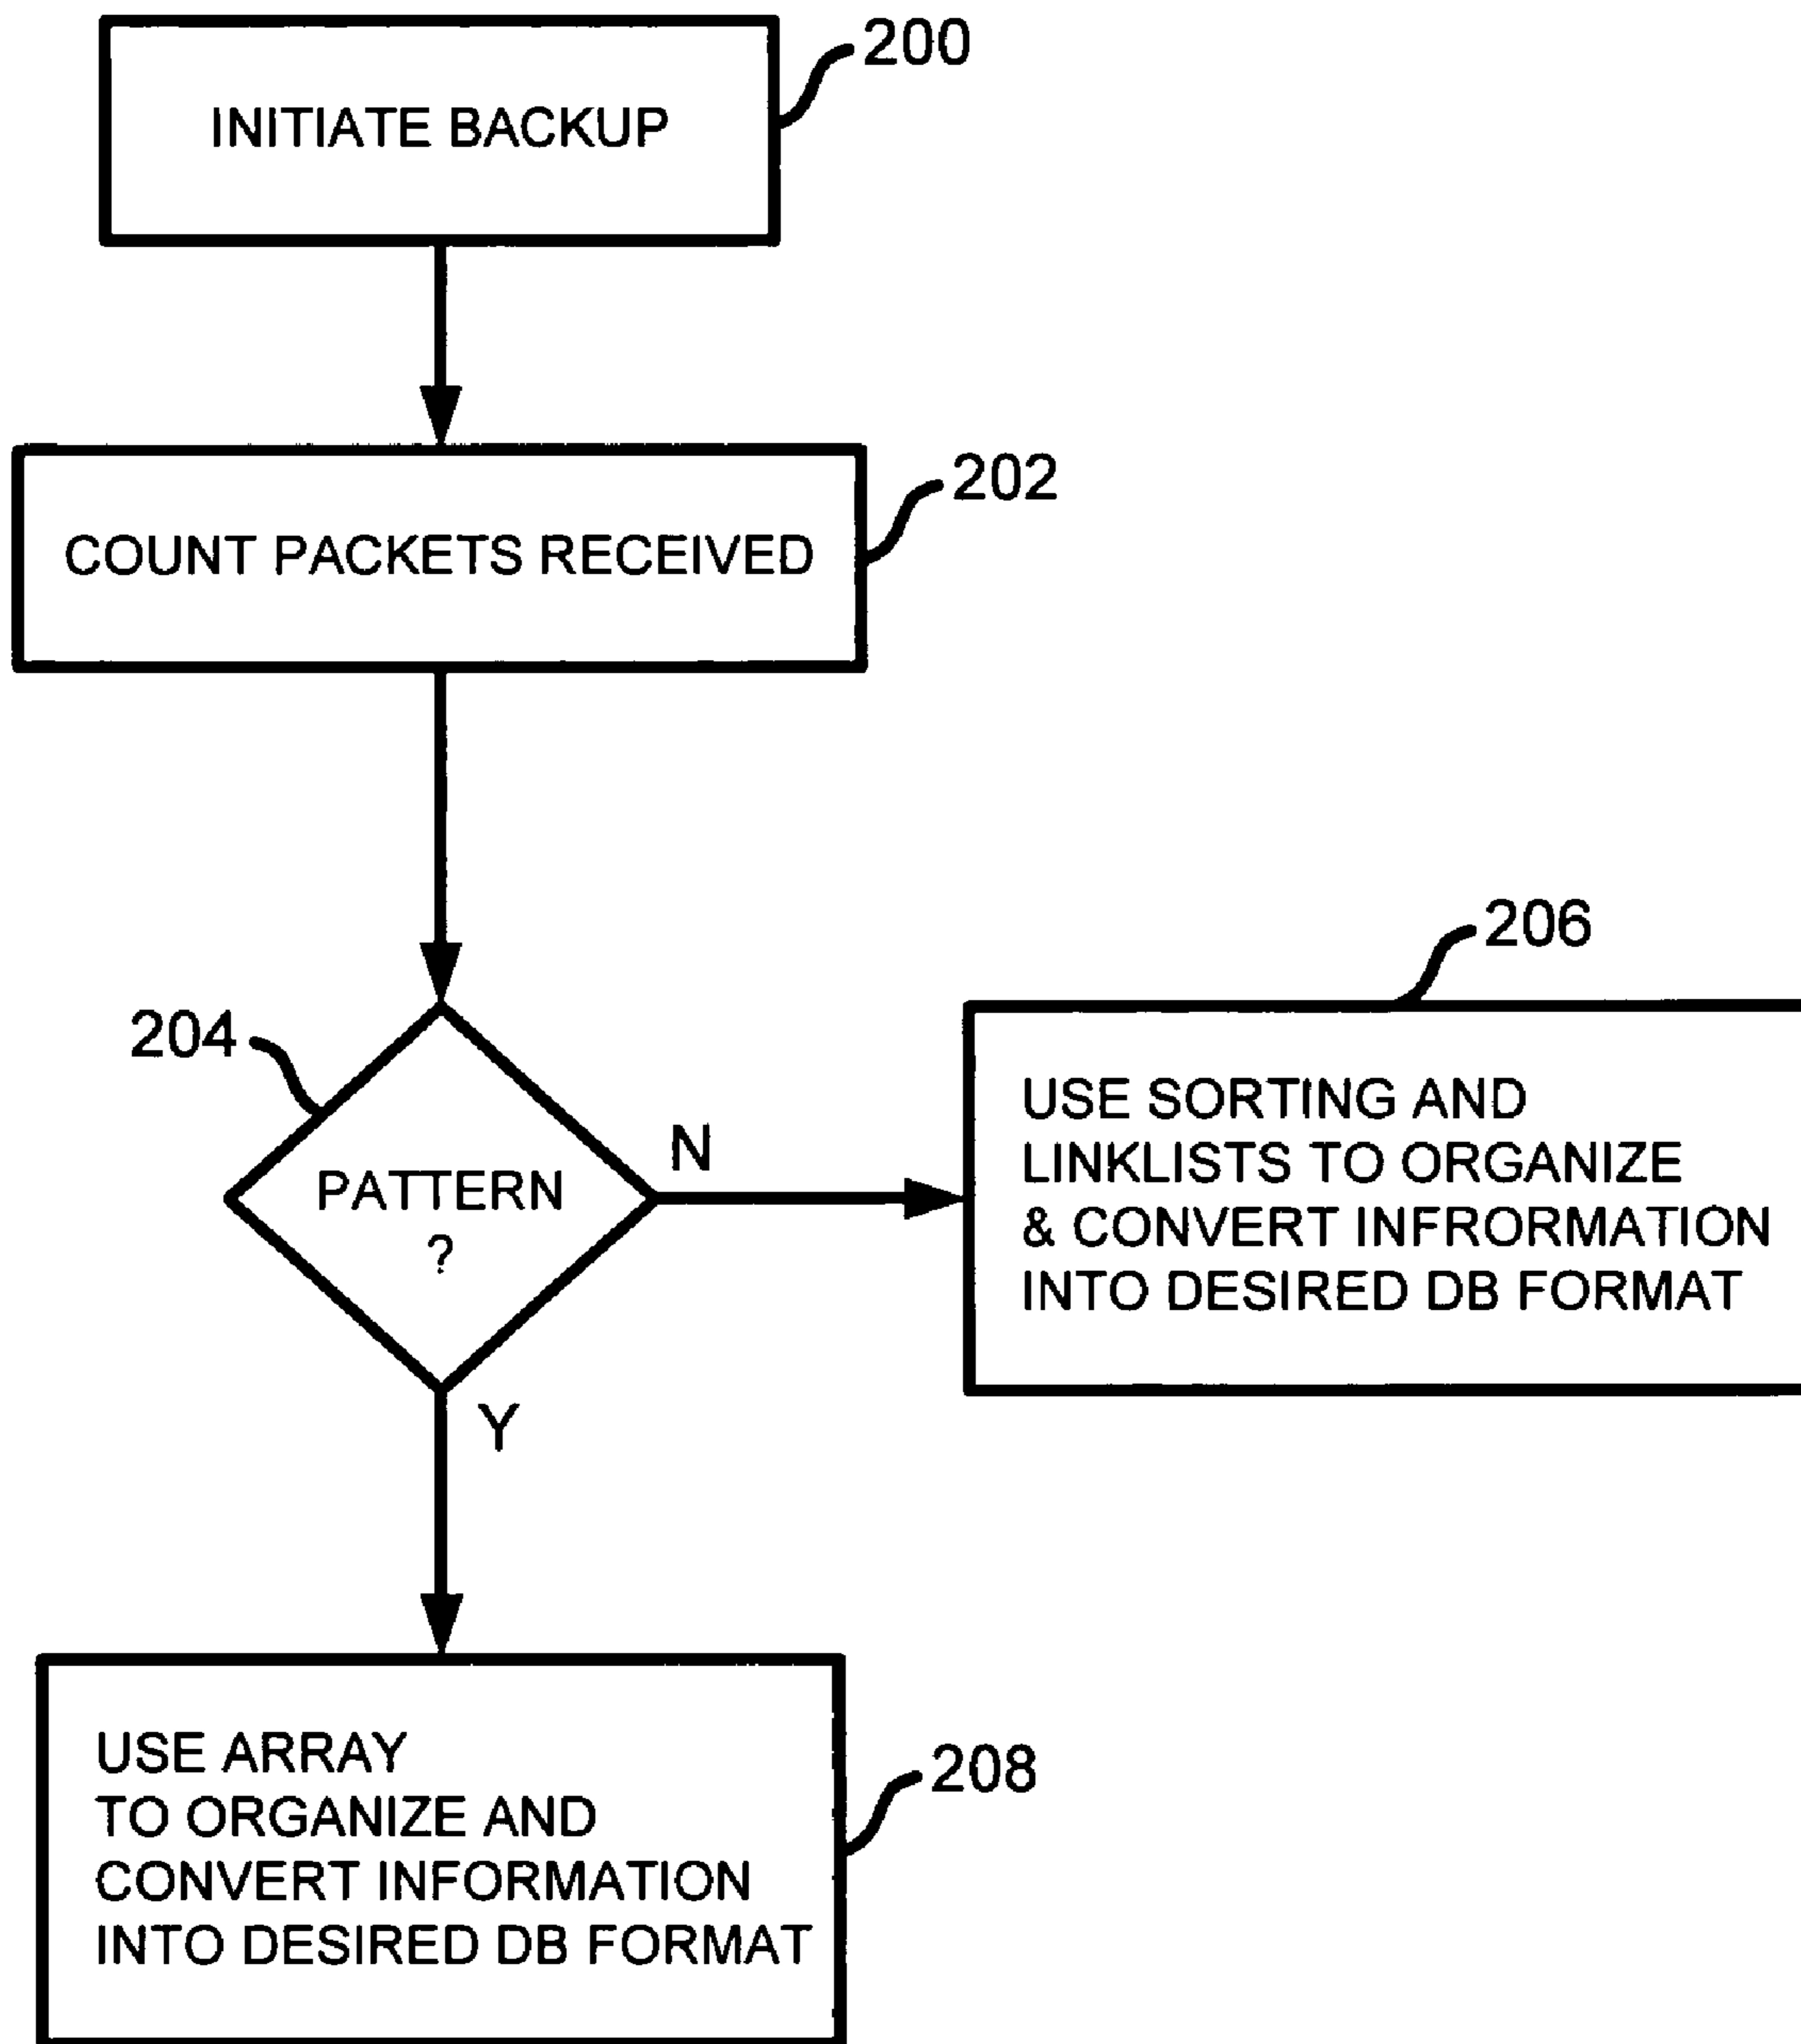 200
INITIATE BACKUP
202
COUNT PACKETS RECEIVED
204
PATTERN
?
N
Y
206
USE SORTING AND
LINKLISTS TO ORGANIZE
& CONVERT INFRORMATION
INTO DESIRED DB FORMAT
208
USE ARRAY
TO ORGANIZE AND
CONVERT INFORMATION
INTO DESIRED DB FORMAT